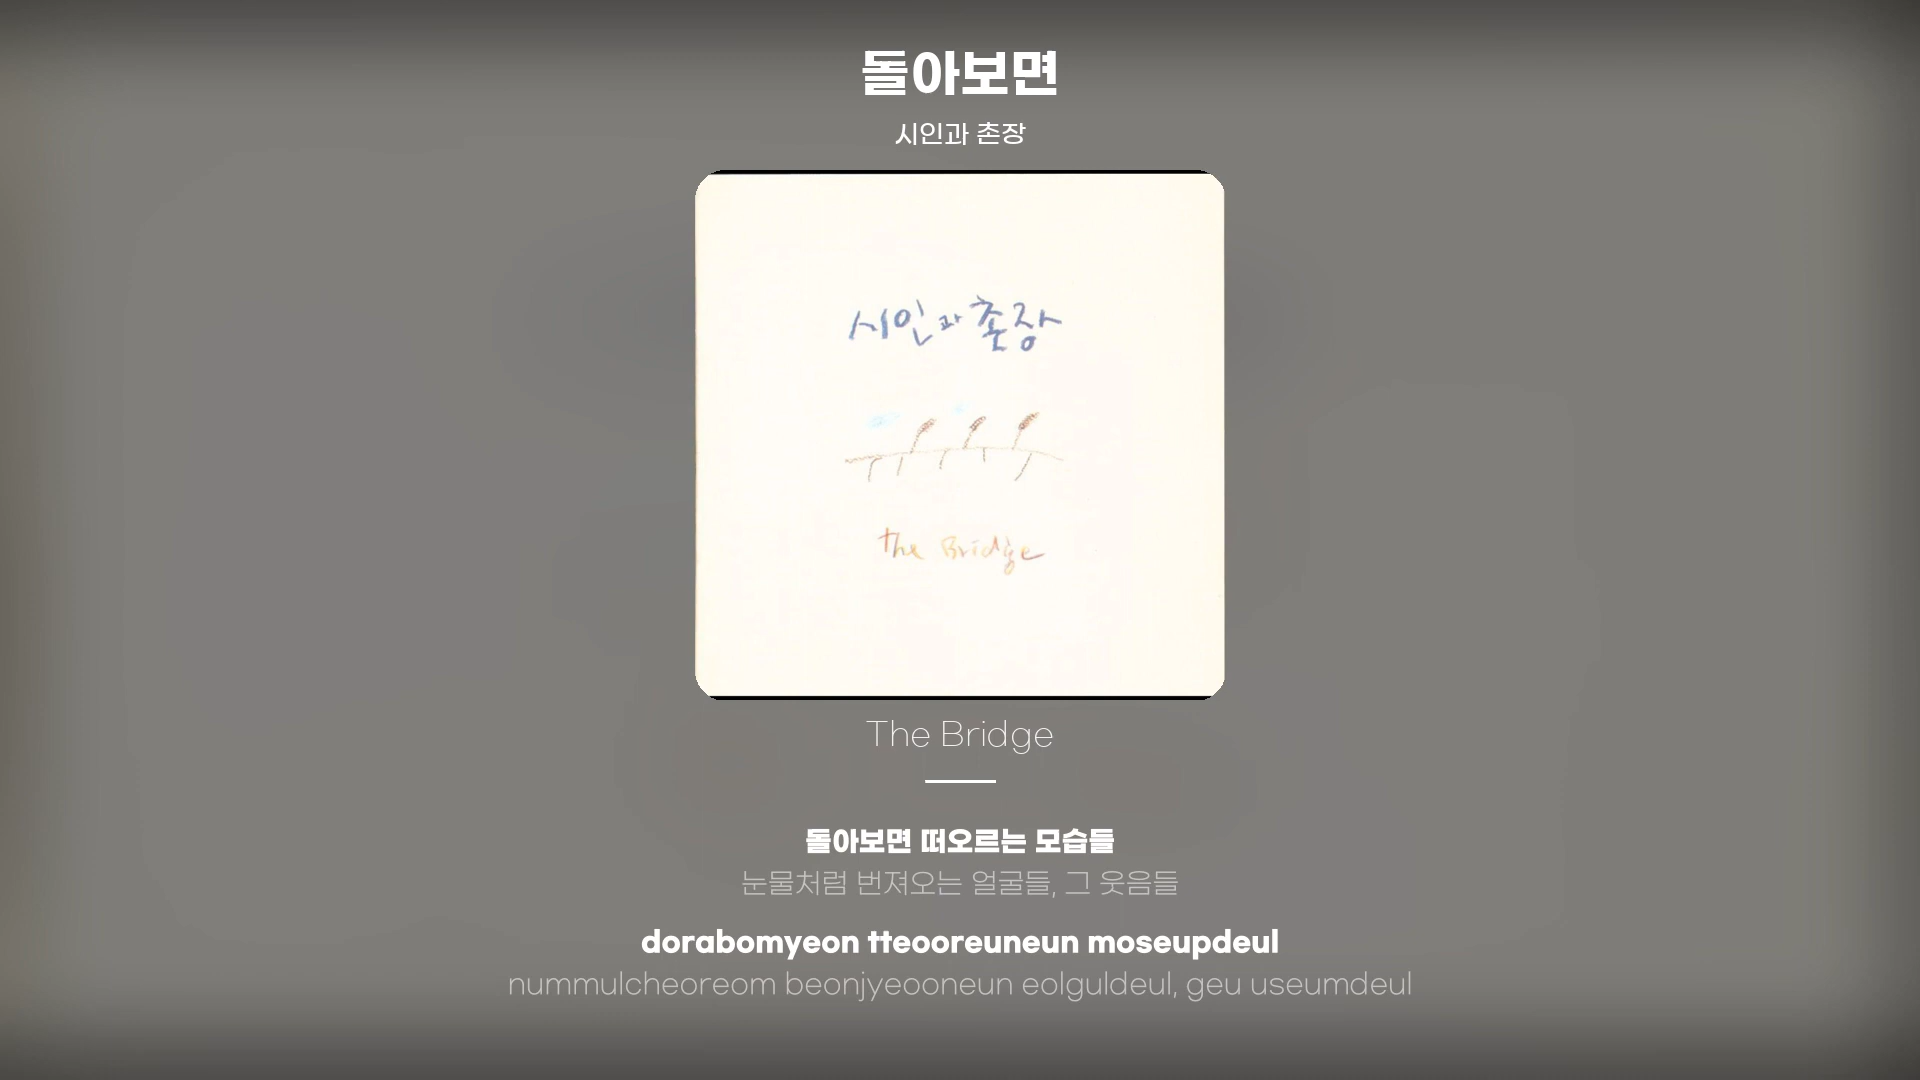 돌아보면
시인과 촌장
시인과 촌장
the Bridge
The Bridge
돌아보면 떠오르는 모습들
눈물처럼 번져오는 얼굴들, 그 웃음들
dorabomyeon tteooreuneun moseupdeul
nummulcheoreom beonjyeooneun eolguldeul, geu useumdeul